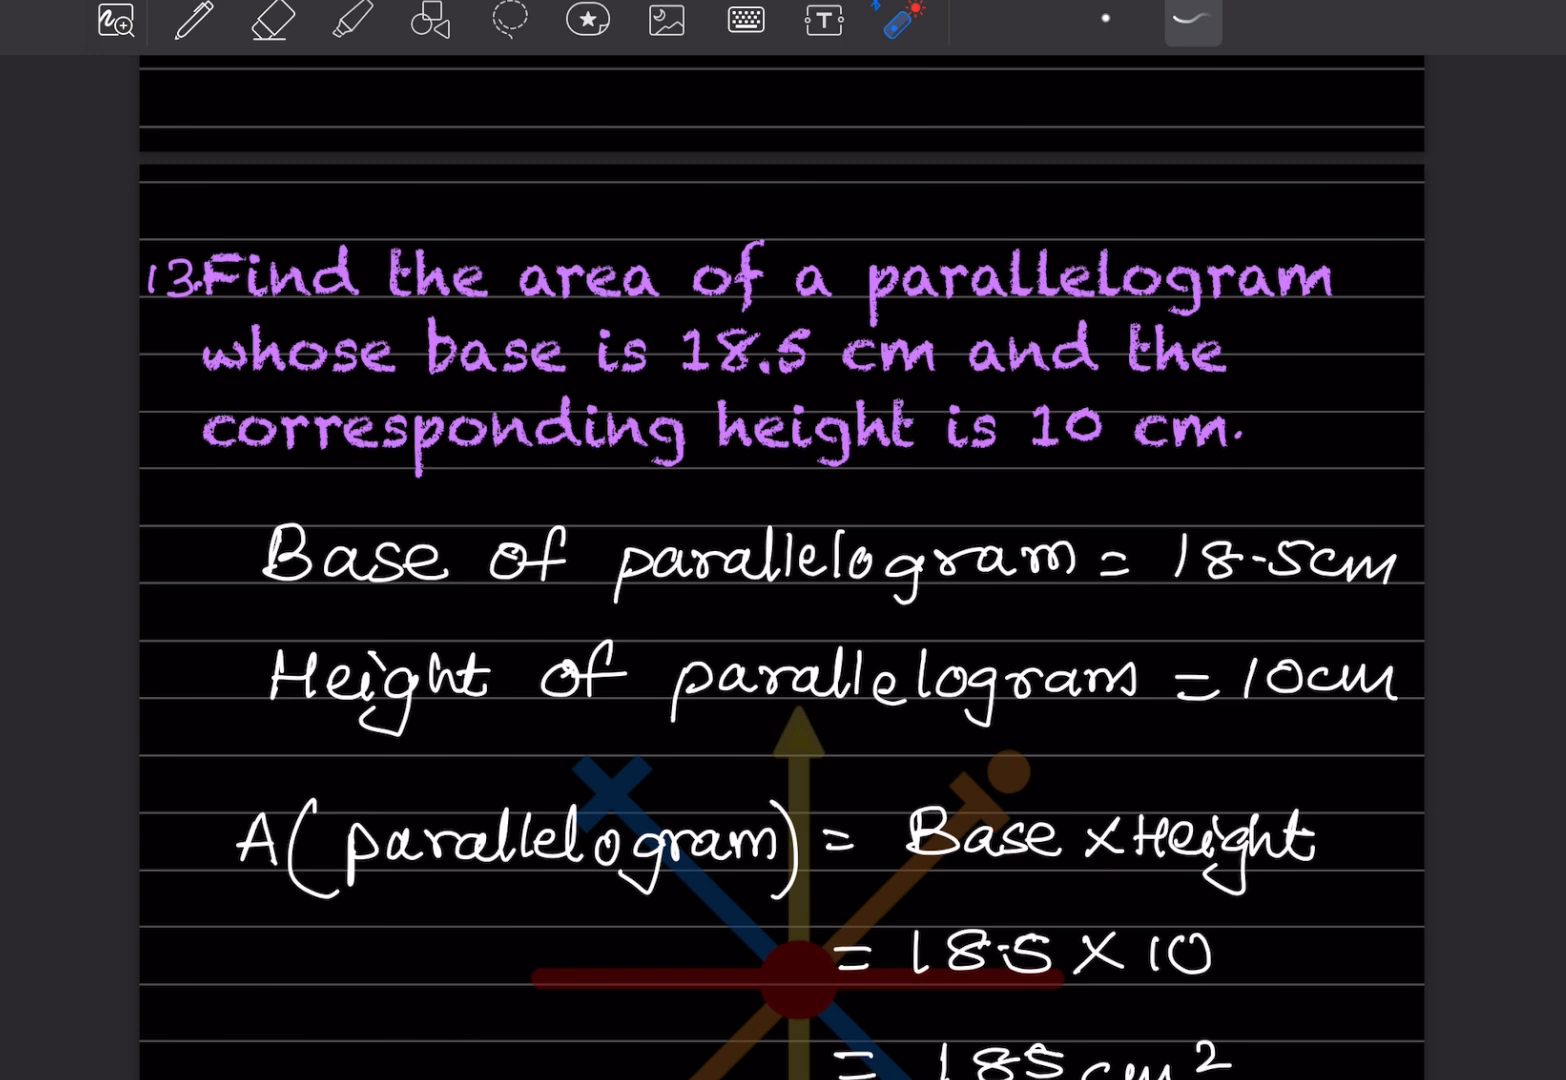 13.Find the area of a parallelogram
whose base is 18.5 cm and the
corresponding height is 10 cm.
Base of parallelogram = 18.5cm
Height of parallelogram = 10cm
A(parallelogram) = Base × Height
= 18.5 × 10
= 185 cm²